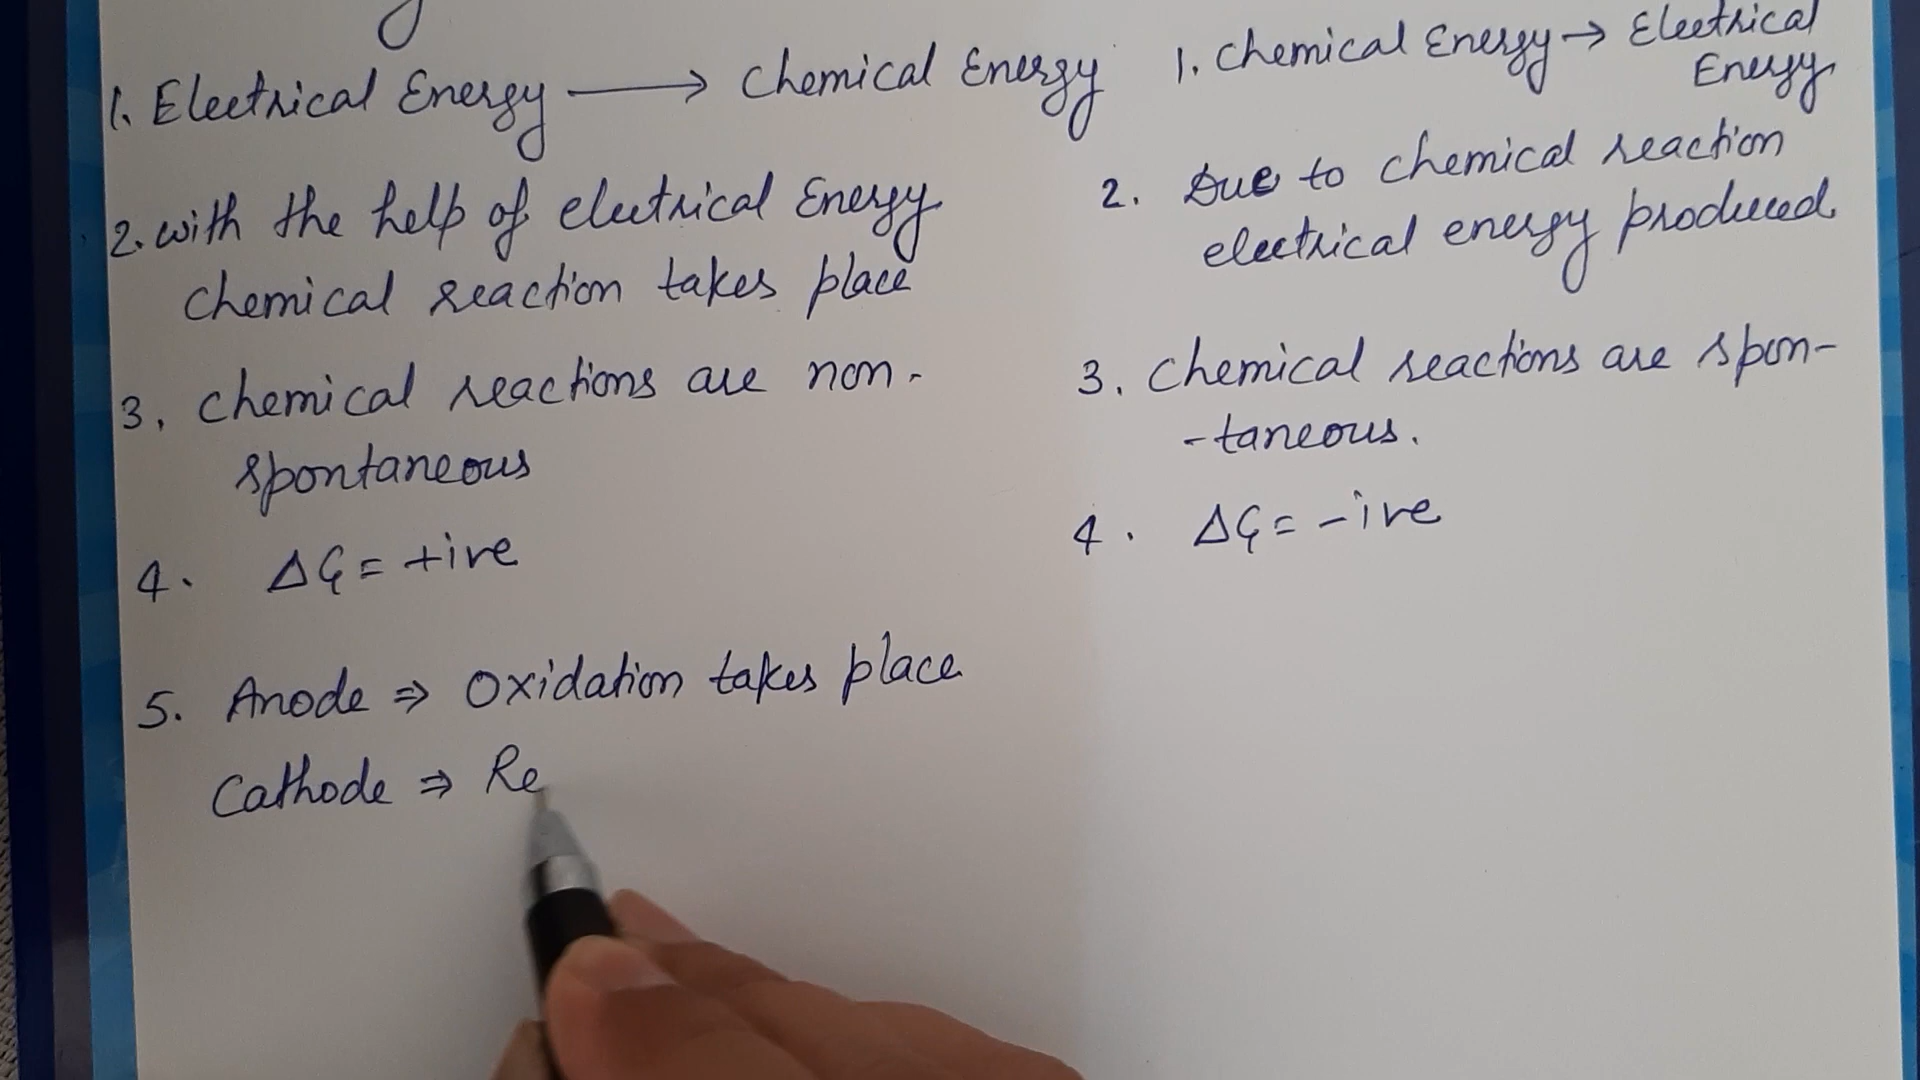 1. Electrical Energy → Chemical Energy
2. with the help of electrical Energy
chemical reaction takes place
3. chemical reactions are non-
spontaneous
4. ΔG = +ive
5. Anode ⇒ Oxidation takes place
Cathode ⇒ Re
1. Chemical Energy → Electrical
Energy
2. Due to chemical reaction
electrical energy produced.
3. Chemical reactions are spon-
-taneous.
4. ΔG = -ive